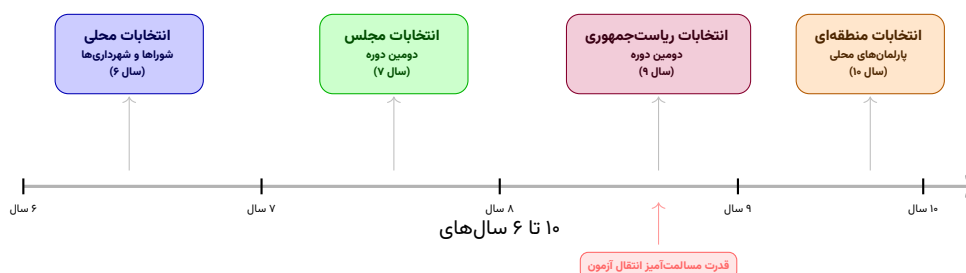 انتخابات محلی
شوراها و شهرداری‌ها
(سال ۶)
انتخابات مجلس
دومین دوره
(سال ۷)
انتخابات ریاست‌جمهوری
دومین دوره
(سال ۹)
انتخابات منطقه‌ای
پارلمان‌های محلی
(سال ۱۰)
۶ سال
۷ سال
۸ سال
۹ سال
۱۰ سال
۱۰ تا ۶ سال‌های
قدرت مسالمت‌آمیز انتقال آزمون